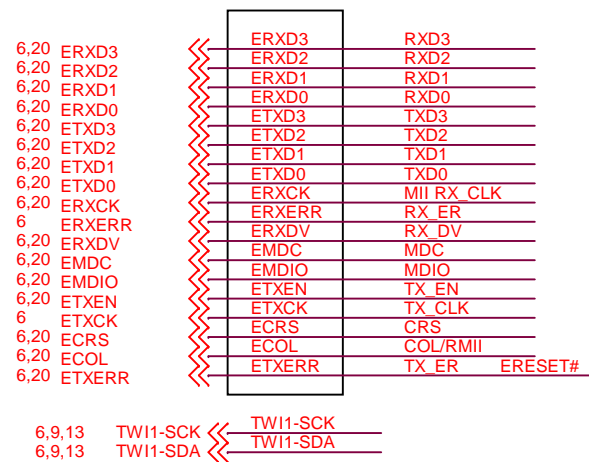 6,20 ERXD3 ERXD3 RXD3
6,20 ERXD2 ERXD2 RXD2
6,20 ERXD1 ERXD1 RXD1
6,20 ERXD0 ERXD0 RXD0
6,20 ETXD3 ETXD3 TXD3
6,20 ETXD2 ETXD2 TXD2
6,20 ETXD1 ETXD1 TXD1
6,20 ETXD0 ETXD0 TXD0
6,20 ERXCK ERXCK MII RX_CLK
6 ERXERR ERXERR RX_ER
6,20 ERXDV ERXDV RX_DV
6,20 EMDC EMDC MDC
6,20 EMDIO EMDIO MDIO
6,20 ETXEN ETXEN TX_EN
6 ETXCK ETXCK TX_CLK
6,20 ECRS ECRS CRS
6,20 ECOL ECOL COL/RMII
6,20 ETXERR ETXERR TX_ER ERESET#
6,9,13 TWI1-SCK TWI1-SCK
6,9,13 TWI1-SDA TWI1-SDA